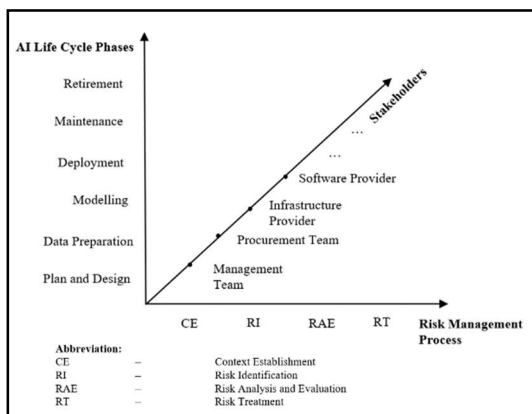 AI Life Cycle Phases
Retirement
Maintenance
Deployment
Modelling
Data Preparation
Plan and Design
Stakeholders
...
...
Software Provider
Infrastructure
Provider
Procurement Team
Management
Team
CE RI RAE RT Risk Management
Process
Abbreviation:
CE – Context Establishment
RI – Risk Identification
RAE – Risk Analysis and Evaluation
RT – Risk Treatment